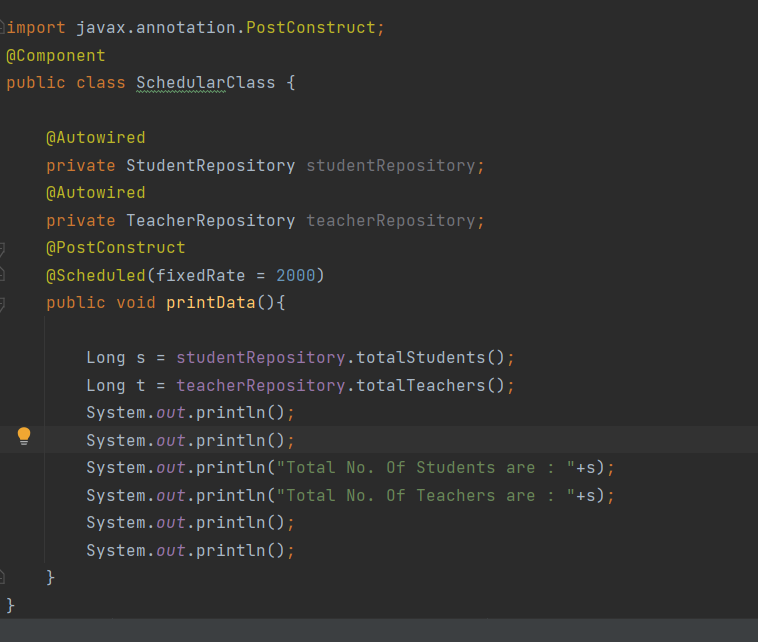 import javax.annotation.PostConstruct;
@Component
public class SchedularClass {
@Autowired
private StudentRepository studentRepository;
@Autowired
private TeacherRepository teacherRepository;
@PostConstruct
@Scheduled(fixedRate = 2000)
public void printData(){
Long s = studentRepository.totalStudents();
Long t = teacherRepository.totalTeachers();
System.out.println();
System.out.println();
System.out.println("Total No. Of Students are : "+s);
System.out.println("Total No. Of Teachers are : "+s);
System.out.println();
System.out.println();
}
}